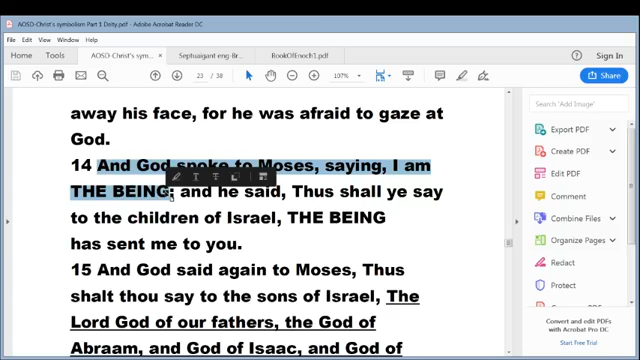 AOSD-Christ's symbolism Part 1 Deity.pdf - Adobe Acrobat Reader DC
File Edit View Window Help
Home Tools AOSD-Christ's sym... × Septuaigant eng-Br... BookOfEnoch1.pdf Sign In
23 / 38 107% Share
away his face, for he was afraid to gaze at
God.
14 And God spoke to Moses, saying, I am
THE BEING; and he said, Thus shall ye say
to the children of Israel, THE BEING
has sent me to you.
15 And God said again to Moses, Thus
shalt thou say to the sons of Israel, The
Lord God of our fathers, the God of
Abraam, and God of Isaac, and God of
Search 'Add Image'
Export PDF
Create PDF
Edit PDF
Comment
Combine Files
Organize Pages
Redact
Protect
Convert and edit PDFs
with Acrobat Pro DC
Start Free Trial